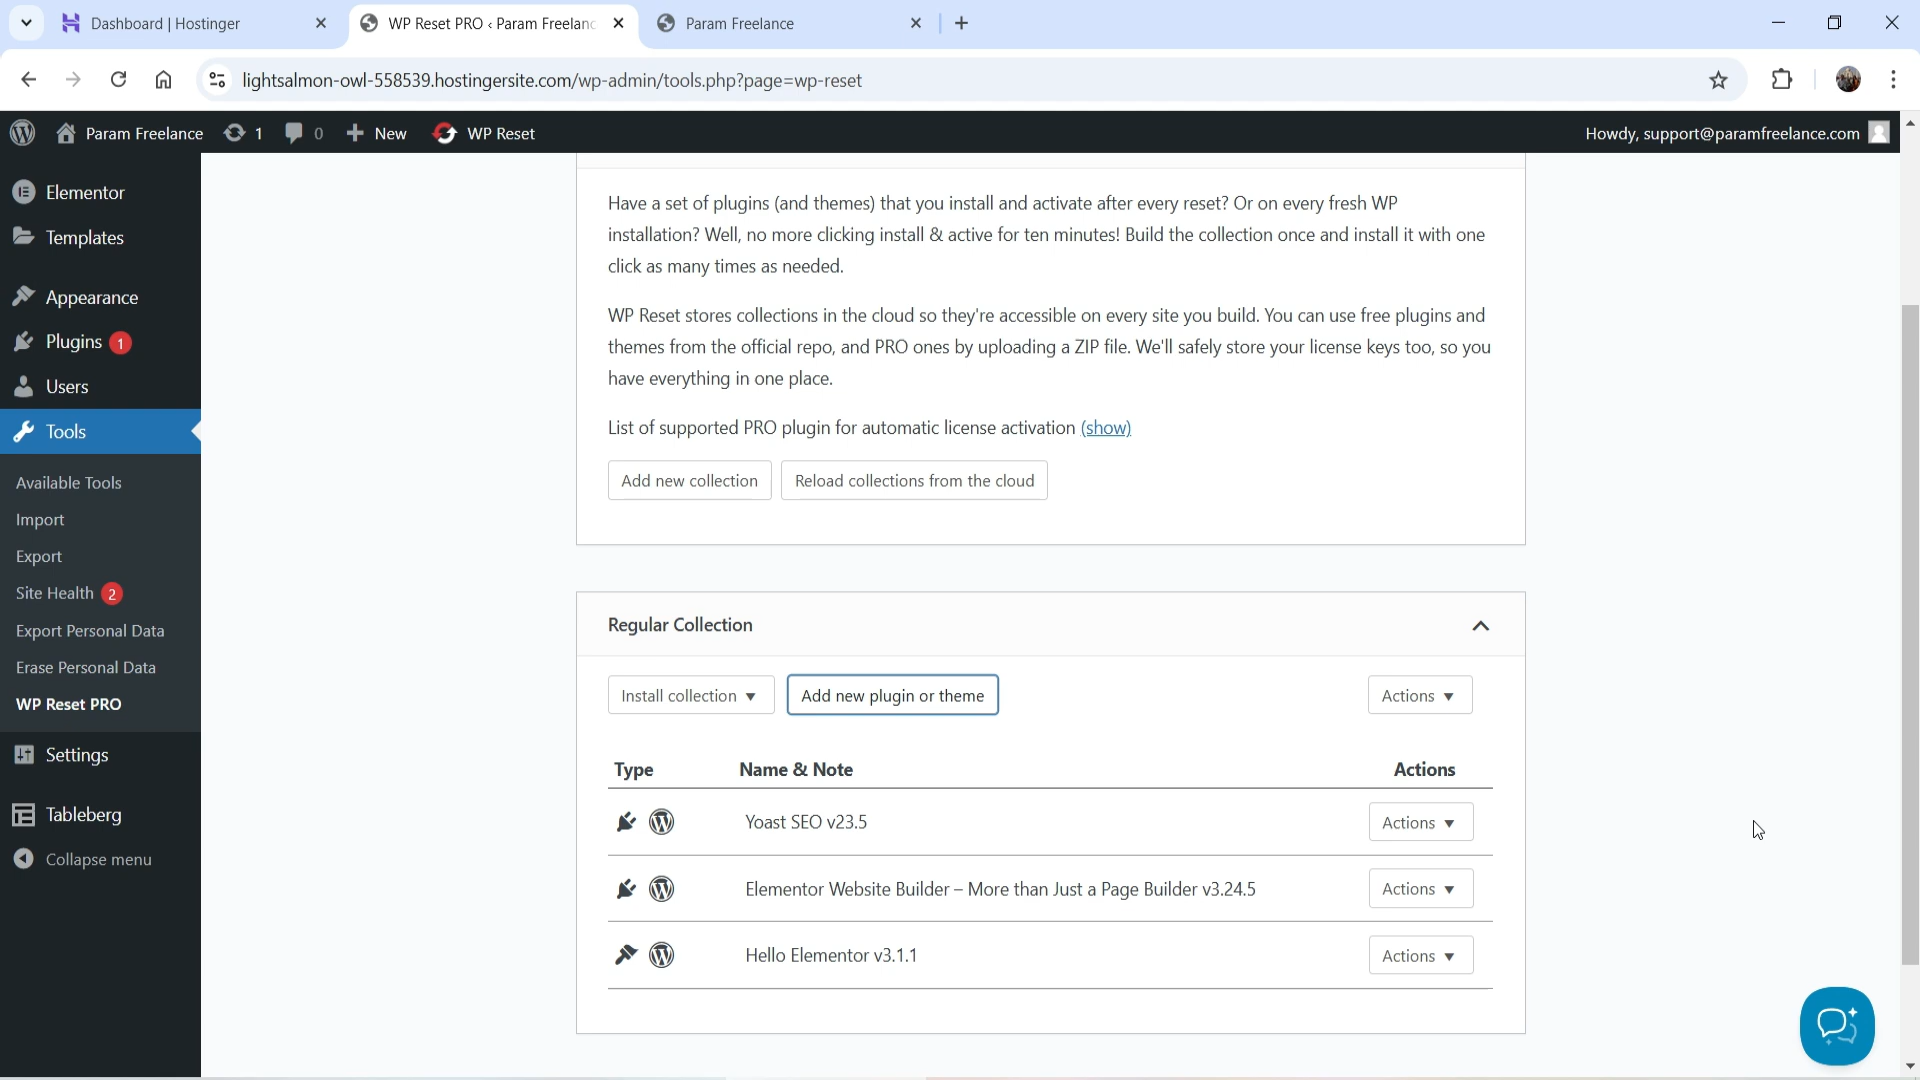 Dashboard | Hostinger
WP Reset PRO ‹ Param Freelanc
Param Freelance
lightsalmon-owl-558539.hostingersite.com/wp-admin/tools.php?page=wp-reset
Param Freelance
1
0
New
WP Reset
Howdy, support@paramfreelance.com
Elementor
Templates
Appearance
Plugins 1
Users
Tools
Available Tools
Import
Export
Site Health 2
Export Personal Data
Erase Personal Data
WP Reset PRO
Settings
Tableberg
Collapse menu
Have a set of plugins (and themes) that you install and activate after every reset? Or on every fresh WP
installation? Well, no more clicking install & active for ten minutes! Build the collection once and install it with one
click as many times as needed.
WP Reset stores collections in the cloud so they're accessible on every site you build. You can use free plugins and
themes from the official repo, and PRO ones by uploading a ZIP file. We'll safely store your license keys too, so you
have everything in one place.
List of supported PRO plugin for automatic license activation (show)
Add new collection
Reload collections from the cloud
Regular Collection
Install collection
Add new plugin or theme
Actions
Type
Name & Note
Actions
Yoast SEO v23.5
Actions
Elementor Website Builder – More than Just a Page Builder v3.24.5
Actions
Hello Elementor v3.1.1
Actions